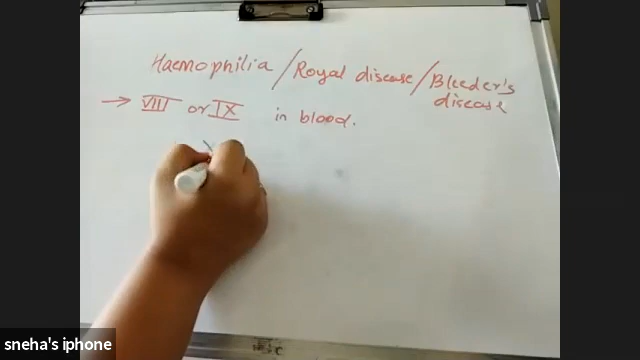 Haemophilia / Royal disease / Bleeder's
disease
→ VIII or IX in blood.
sneha's iphone